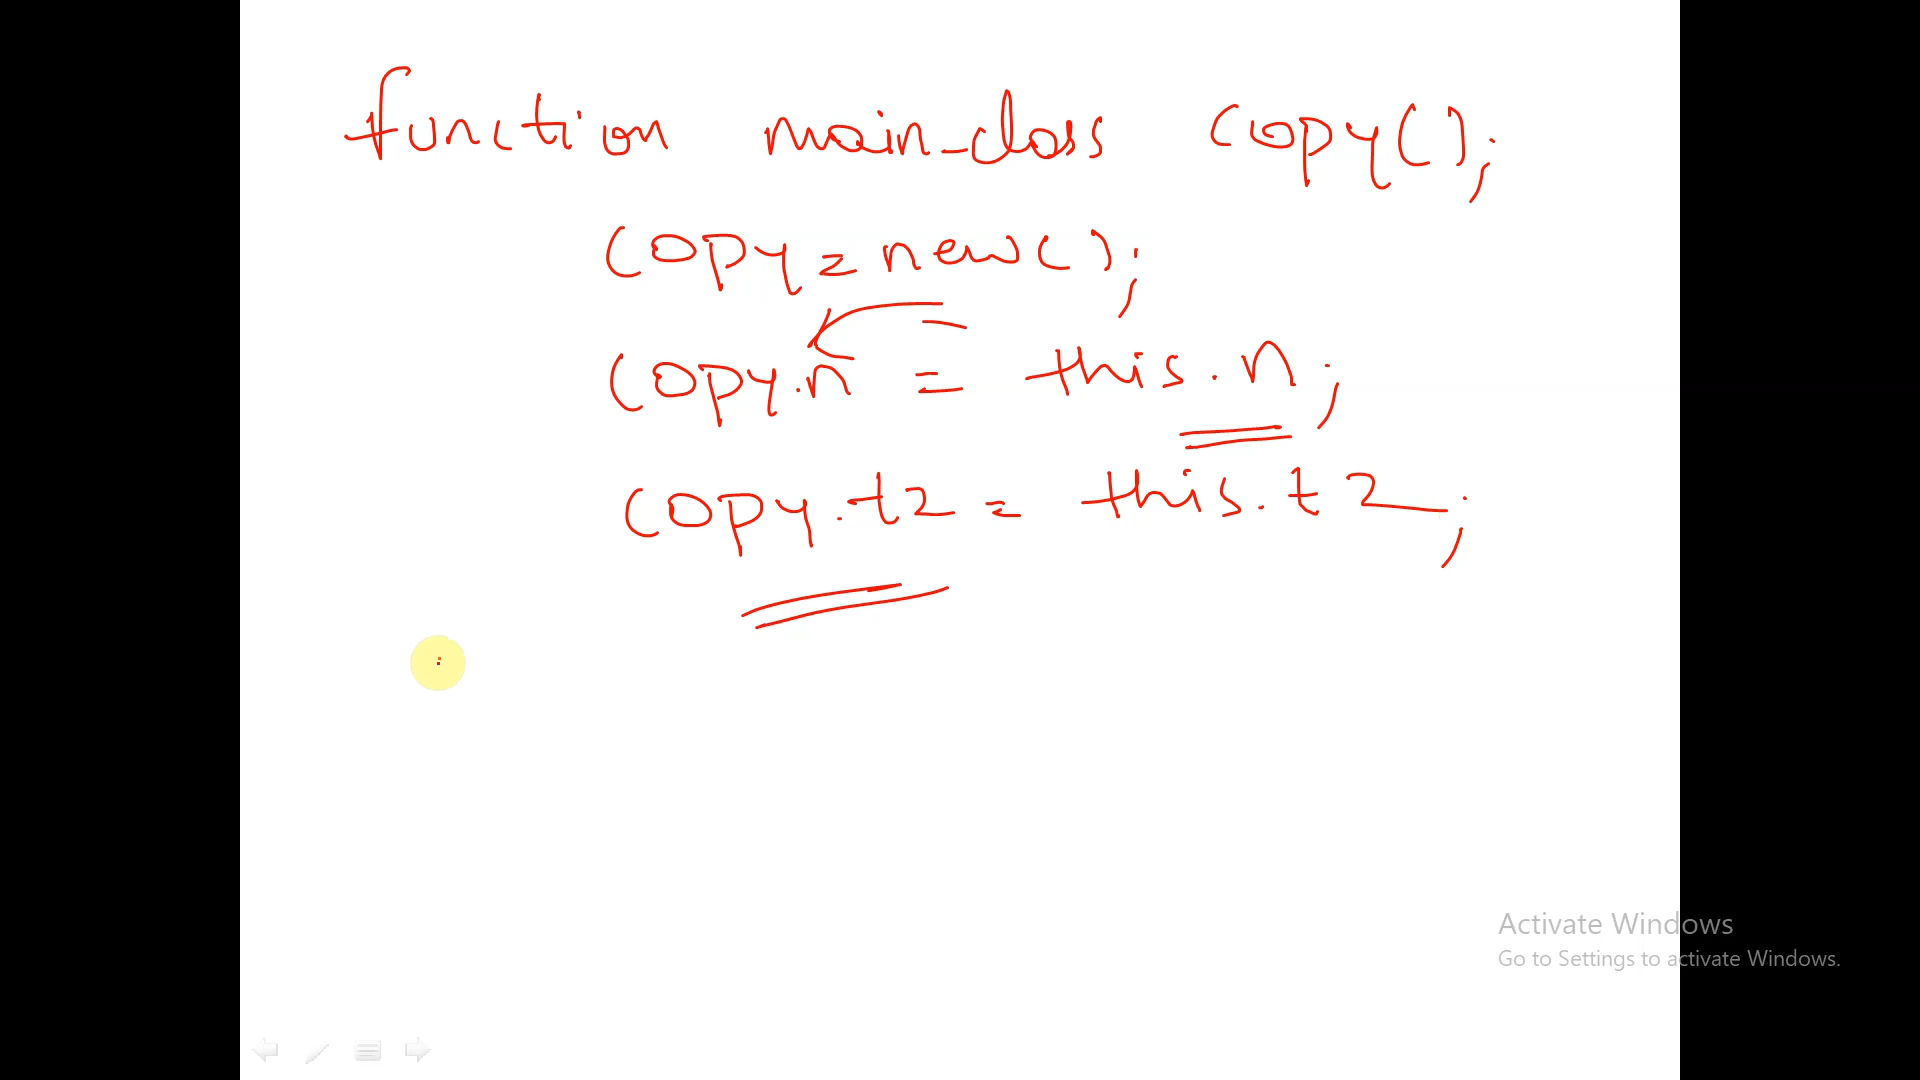 function main_class copy();
copy = new();
copy.n = this.n;
copy.t2 = this.t2;
Activate Windows
Go to Settings to activate Windows.